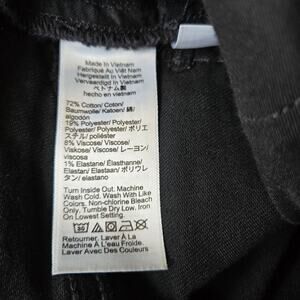 Made In Vietnam
Fabriqué Au Viêt Nam
Hergestellt In Vietnam
Vervaardigd In Vietnam
ベトナム製
hecho en Vietnam
72% Cotton/ Coton/
Baumwolle/ Katoen/ 綿/
algodón
19% Polyester/ Polyester/
Polyester/ Polyester/ ポリエ
ステル/ poliéster
8% Viscose/ Viscose/
Viskose/ Viscose/ レーヨン/
viscosa
1% Elastane/ Élasthanne/
Elastan/ Elastaan/ ポリウレ
タン/ elastano
Turn Inside Out. Machine
Wash Cold. Wash With Like
Colors. Non-chlorine Bleach
Only. Tumble Dry Low. Iron
On Lowest Setting.
Retourner. Laver À La
Machine À L'eau Froide.
Laver Avec Des Couleurs